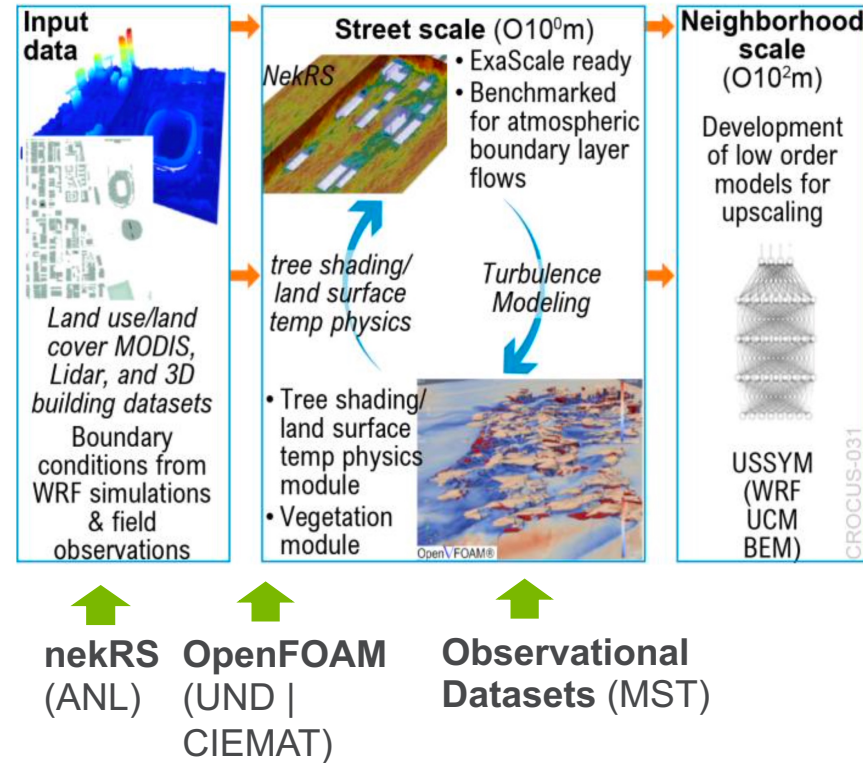 Input
data
Land use/land
cover MODIS,
Lidar, and 3D
building datasets
Boundary
conditions from
WRF simulations
& field
observations
Street scale (O10⁰m)
NekRS
• ExaScale ready
• Benchmarked
for atmospheric
boundary layer
flows
tree shading/
land surface
temp physics
Turbulence
Modeling
• Tree shading/
land surface
temp physics
module
• Vegetation
module
Open∇FOAM®
Neighborhood
scale
(O10²m)
Development
of low order
models for
upscaling
USSYM
(WRF
UCM
BEM)
CROCUS-031
nekRS
(ANL)
OpenFOAM
(UND |
CIEMAT)
Observational
Datasets (MST)